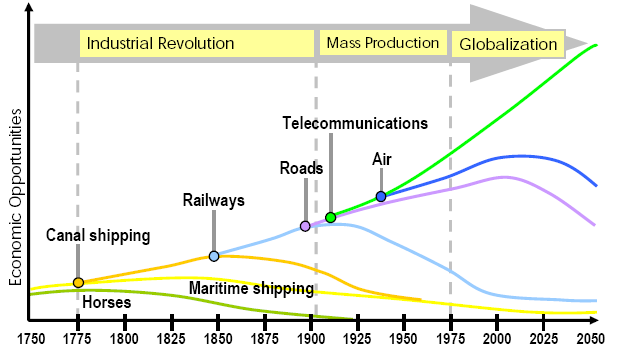 Industrial Revolution
Mass Production
Globalization
Economic Opportunities
Telecommunications
Roads
Air
Railways
Canal shipping
Maritime shipping
Horses
1750 1775 1800 1825 1850 1875 1900 1925 1950 1975 2000 2025 2050